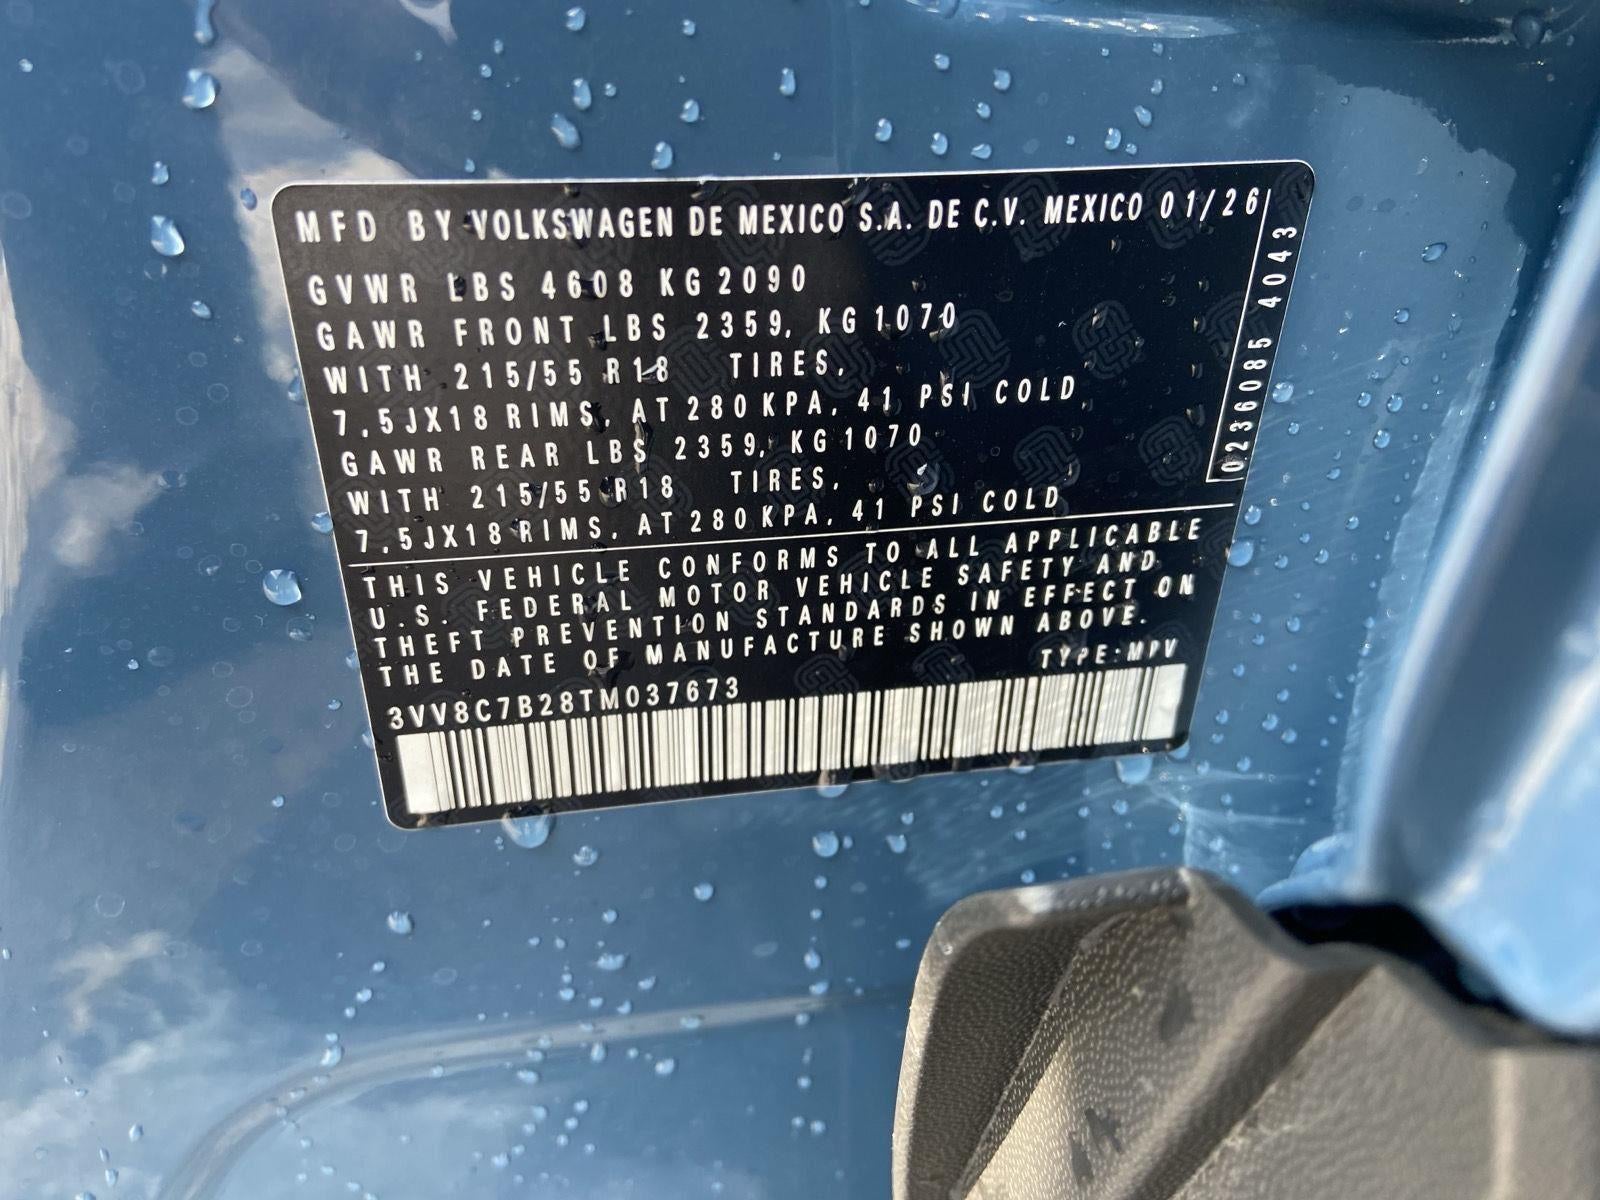 MFD BY VOLKSWAGEN DE MEXICO S.A. DE C.V. MEXICO 01/26
GVWR LBS 4608 KG 2090
GAWR FRONT LBS 2359, KG 1070
WITH 215/55 R18 TIRES,
7,5JX18 RIMS, AT 280 KPA, 41 PSI COLD
GAWR REAR LBS 2359, KG 1070
WITH 215/55 R18 TIRES,
7,5JX18 RIMS, AT 280 KPA, 41 PSI COLD
0236085 4043
THIS VEHICLE CONFORMS TO ALL APPLICABLE
U.S. FEDERAL MOTOR VEHICLE SAFETY AND
THEFT PREVENTION STANDARDS IN EFFECT ON
THE DATE OF MANUFACTURE SHOWN ABOVE.
TYPE:MPV
3VV8C7B28TM037673